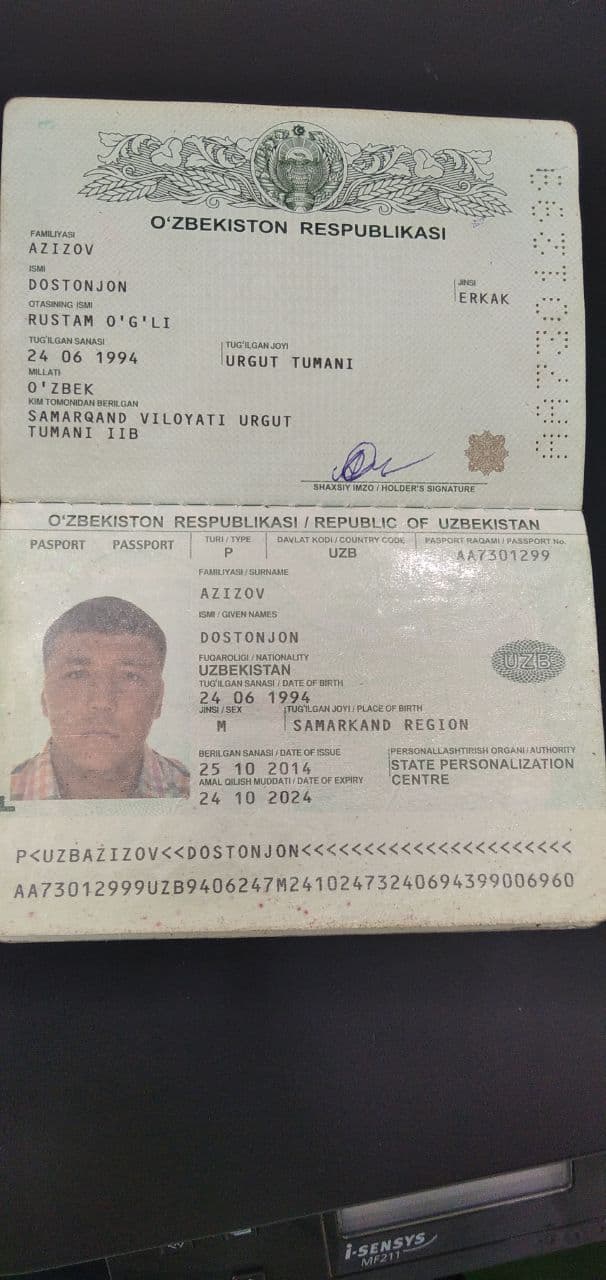 O'ZBEKISTON RESPUBLIKASI
FAMILIYASI
AZIZOV
ISMI
DOSTONJON
JINSI
ERKAK
OTASINING ISMI
RUSTAM O'G'LI
TUG'ILGAN SANASI
24 06 1994
TUG'ILGAN JOYI
URGUT TUMANI
MILLATI
O'ZBEK
KIM TOMONIDAN BERILGAN
SAMARQAND VILOYATI URGUT
TUMANI IIB
SHAXSIY IMZO / HOLDER'S SIGNATURE
O'ZBEKISTON RESPUBLIKASI / REPUBLIC OF UZBEKISTAN
PASPORT PASSPORT
TURI / TYPE
P
DAVLAT KODI / COUNTRY CODE
UZB
PASPORT RAQAMI / PASSPORT No.
AA7301299
FAMILIYASI / SURNAME
AZIZOV
ISMI / GIVEN NAMES
DOSTONJON
FUQAROLIGI / NATIONALITY
UZBEKISTAN
UZB
TUG'ILGAN SANASI / DATE OF BIRTH
24 06 1994
JINSI / SEX
M
TUG'ILGAN JOYI / PLACE OF BIRTH
SAMARKAND REGION
BERILGAN SANASI / DATE OF ISSUE
25 10 2014
PERSONALLASHTIRISH ORGANI / AUTHORITY
STATE PERSONALIZATION
CENTRE
AMAL QILISH MUDDATI / DATE OF EXPIRY
24 10 2024
P<UZBAZIZOV<<DOSTONJON<<<<<<<<<<<<<<<<<<<<<<
AA73012999UZB9406247M24102473240694399006960
i-SENSYS
MF211